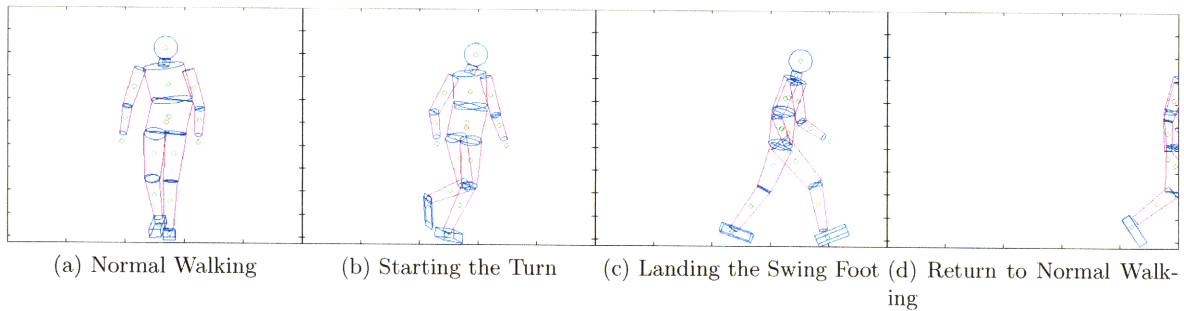 (a) Normal Walking
(b) Starting the Turn
(c) Landing the Swing Foot
(d) Return to Normal Walk-
ing